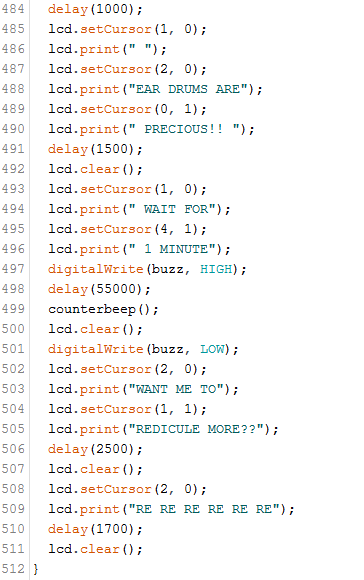 484 delay(1000);
485 lcd.setCursor(1, 0);
486 lcd.print(" ");
487 lcd.setCursor(2, 0);
488 lcd.print("EAR DRUMS ARE");
489 lcd.setCursor(0, 1);
490 lcd.print(" PRECIOUS!! ");
491 delay(1500);
492 lcd.clear();
493 lcd.setCursor(1, 0);
494 lcd.print(" WAIT FOR");
495 lcd.setCursor(4, 1);
496 lcd.print(" 1 MINUTE");
497 digitalWrite(buzz, HIGH);
498 delay(55000);
499 counterbeep();
500 lcd.clear();
501 digitalWrite(buzz, LOW);
502 lcd.setCursor(2, 0);
503 lcd.print("WANT ME TO");
504 lcd.setCursor(1, 1);
505 lcd.print("REDICULE MORE??");
506 delay(2500);
507 lcd.clear();
508 lcd.setCursor(2, 0);
509 lcd.print("RE RE RE RE RE RE");
510 delay(1700);
511 lcd.clear();
512 }